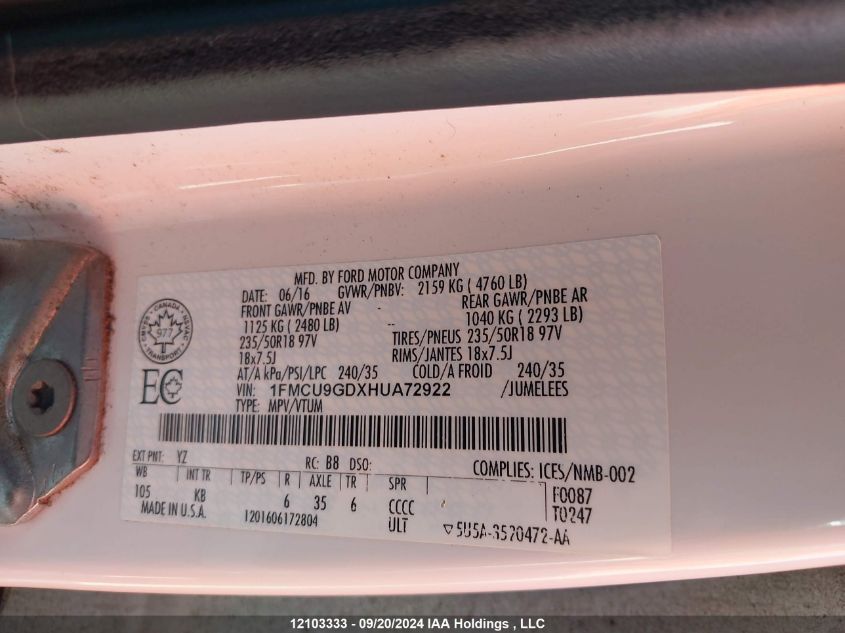 MFD. BY FORD MOTOR COMPANY
DATE: 06/16 GVWR/PNBV: 2159 KG ( 4760 LB)
FRONT GAWR/PNBE AV - REAR GAWR/PNBE AR
1125 KG ( 2480 LB) -- 1040 KG ( 2293 LB)
235/50R18 97V TIRES/PNEUS 235/50R18 97V
18x7.5J RIMS/JANTES 18x7.5J
AT/A kPa/PSI/LPC 240/35 COLD/A FROID 240/35
VIN: 1FMCU9GDXHUA72922 /JUMELEES
TYPE: MPV/VTUM
CANADA
977
TRANSPORT
EC
EXT PNT: YZ RC: B8 DSO: COMPLIES: ICES/NMB-002
WB INT TR TP/PS R AXLE TR SPR F0087
105 KB 6 35 6 CCCC T0247
MADE IN U.S.A. 1201606172804 ULT
12103333 - 09/20/2024 IAA Holdings , LLC